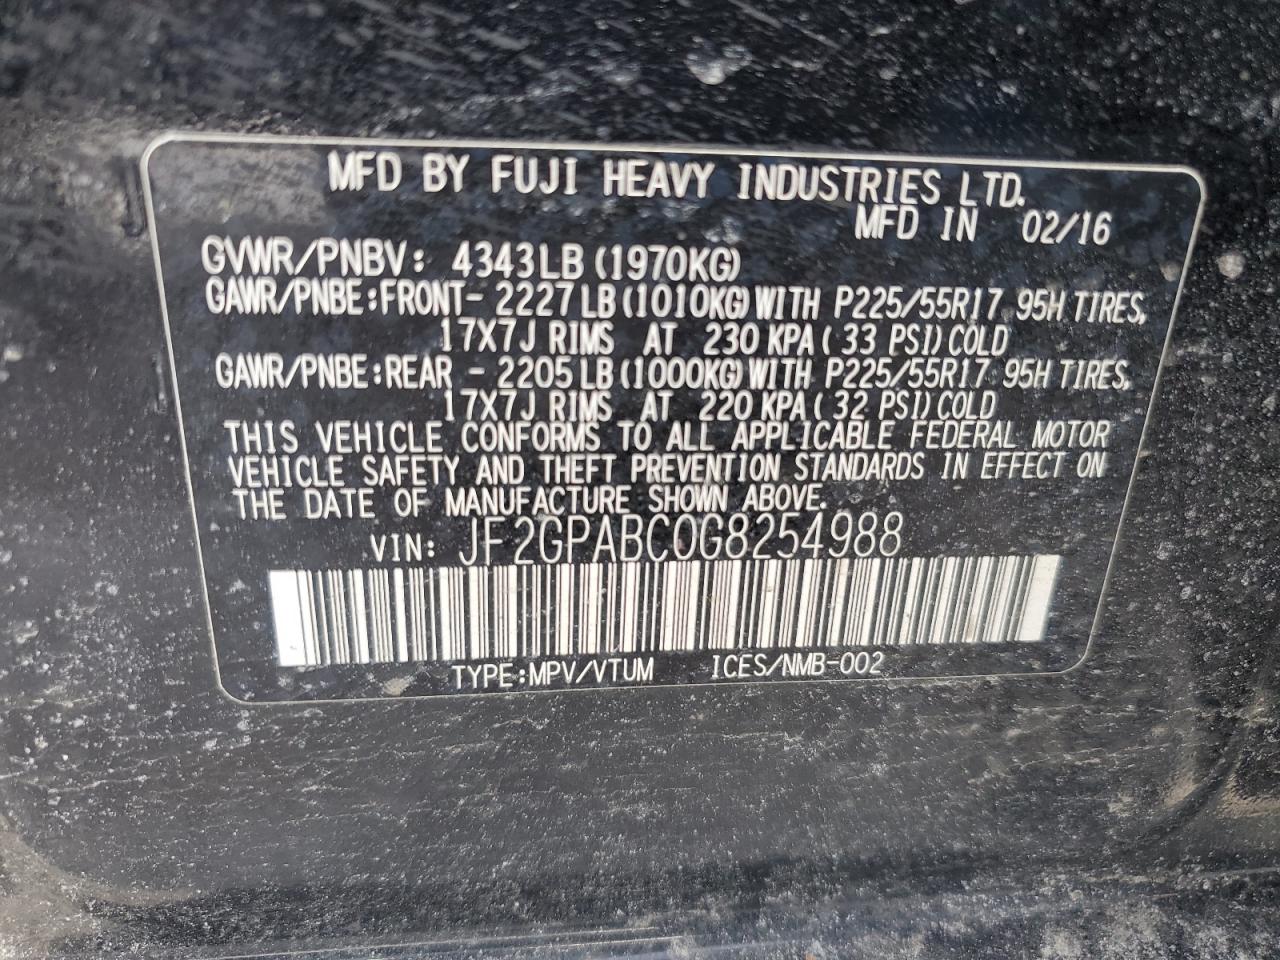 MFD BY FUJI HEAVY INDUSTRIES LTD.
MFD IN 02/16
GVWR/PNBV: 4343LB (1970KG)
GAWR/PNBE:FRONT- 2227LB(1010KG)WITH P225/55R17 95H TIRES,
17X7J RIMS AT 230 KPA(33 PSI)COLD
GAWR/PNBE:REAR - 2205LB(1000KG)WITH P225/55R17 95H TIRES,
17X7J RIMS AT 220 KPA(32 PSI)COLD
THIS VEHICLE CONFORMS TO ALL APPLICABLE FEDERAL MOTOR
VEHICLE SAFETY AND THEFT PREVENTION STANDARDS IN EFFECT ON
THE DATE OF MANUFACTURE SHOWN ABOVE.
VIN: JF2GPABC0G8254988
TYPE:MPV/VTUM ICES/NMB-002